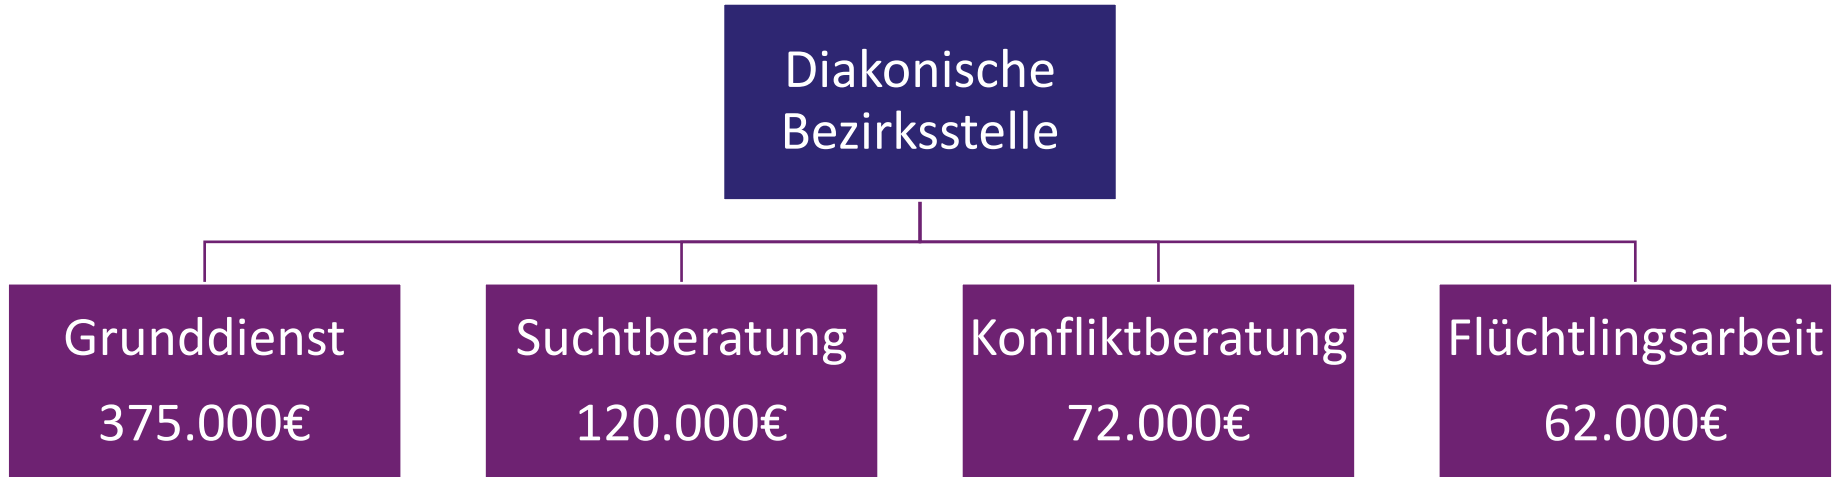 Diakonische
Bezirksstelle
Grunddienst
375.000€
Suchtberatung
120.000€
Konfliktberatung
72.000€
Flüchtlingsarbeit
62.000€